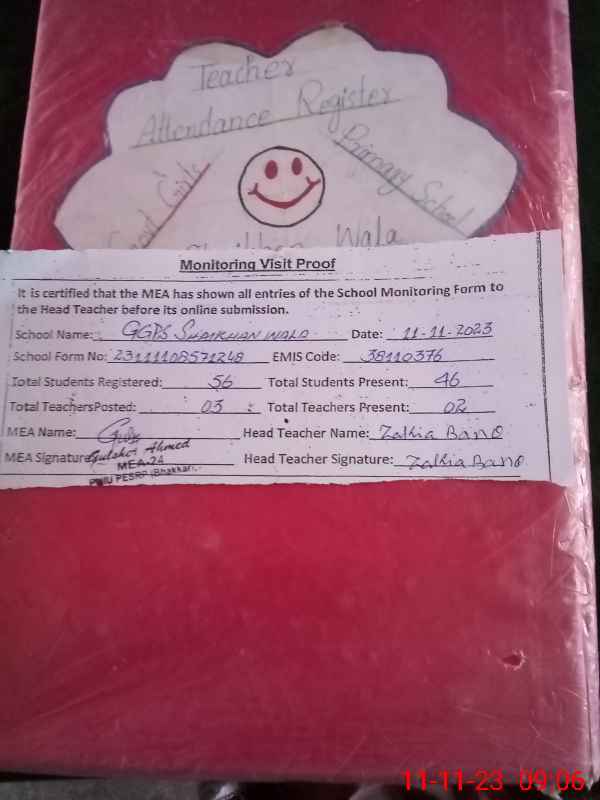 Teacher
Attendance Register
Girls
Primary School
Wala
Monitoring Visit Proof
It is certified that the MEA has shown all entries of the School Monitoring Form to
the Head Teacher before its online submission.
School Name: GGPS SHAIKHAN WALA Date: 11-11-2023
School Form No: 23111108571248 EMIS Code: 38110376
Total Students Registered: 56 Total Students Present: 46
Total TeachersPosted: 03 Total Teachers Present: 02
MEA Name: Head Teacher Name: Zakia Bano
MEA Signature: Gulsher Ahmed Head Teacher Signature: Zakia Bano
MEA-24
PMIU PESRP (Bhakkar)
11-11-23 09:06